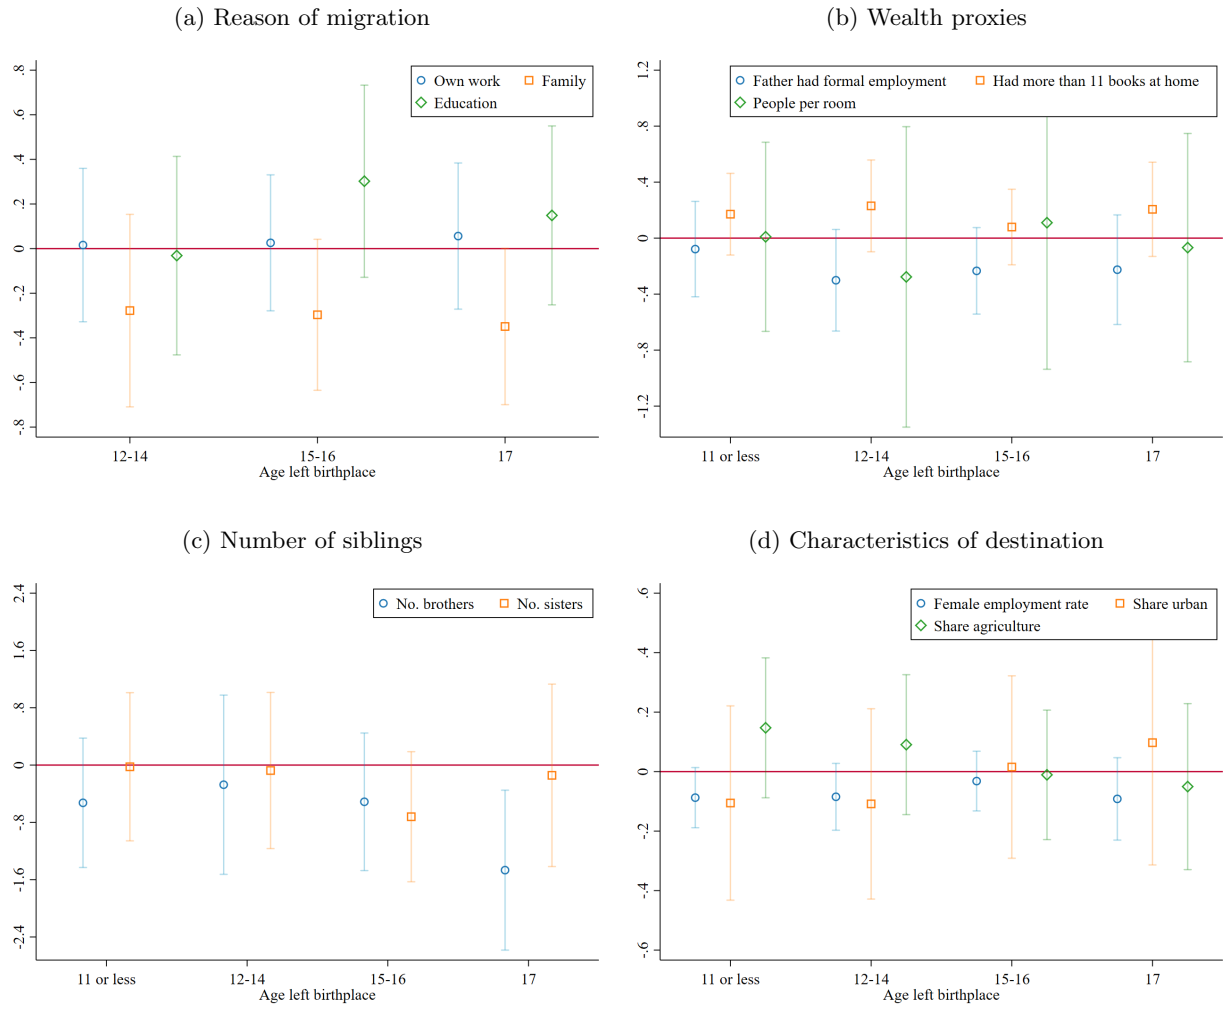 (a) Reason of migration
Own work
Family
Education
.8
.6
.4
.2
0
-.2
-.4
-.6
-.8
12-14
15-16
17
Age left birthplace
(b) Wealth proxies
Father had formal employment
Had more than 11 books at home
People per room
1.2
.8
.4
0
-.4
-.8
-1.2
11 or less
12-14
15-16
17
Age left birthplace
(c) Number of siblings
No. brothers
No. sisters
2.4
1.6
.8
0
-.8
-1.6
-2.4
11 or less
12-14
15-16
17
Age left birthplace
(d) Characteristics of destination
Female employment rate
Share urban
Share agriculture
.6
.4
.2
0
-.2
-.4
-.6
11 or less
12-14
15-16
17
Age left birthplace